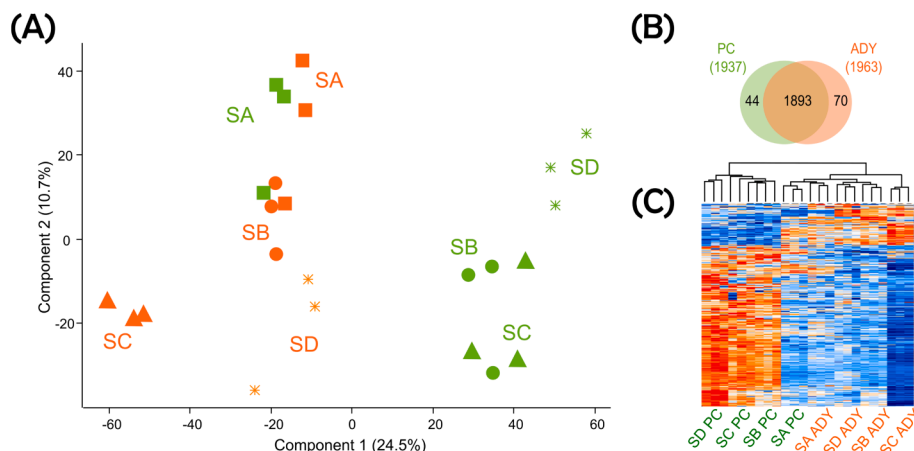 (A)
40
20
0
-20
-60
-40
-20
0
20
40
60
Component 2 (10.7%)
Component 1 (24.5%)
SA
SA
SB
SC
SD
SD
SB
SC
(B)
PC
(1937)
ADY
(1963)
44
1893
70
(C)
SD PC
SC PC
SB PC
SA PC
SA ADY
SD ADY
SB ADY
SC ADY